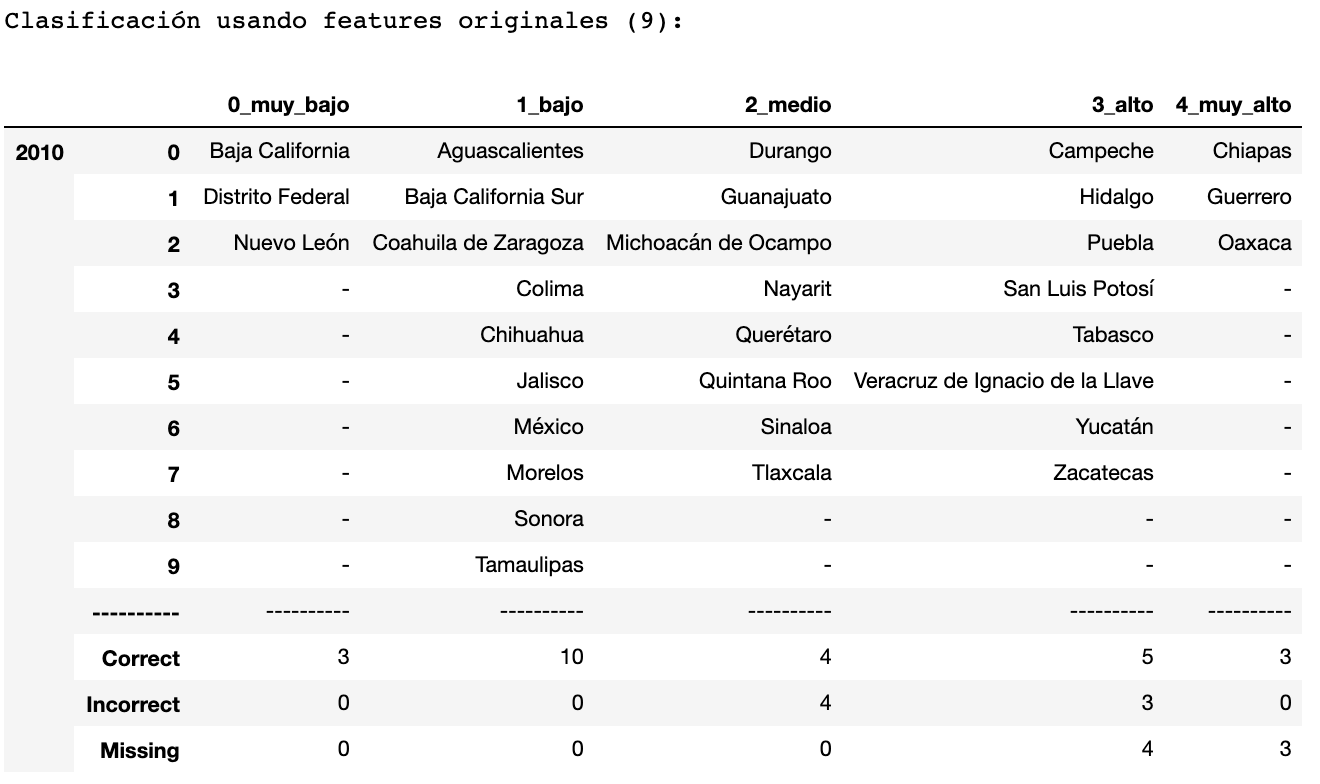 Clasificación usando features originales (9):
0_muy_bajo 1_bajo 2_medio 3_alto 4_muy_alto
2010 0 Baja California Aguascalientes Durango Campeche Chiapas
1 Distrito Federal Baja California Sur Guanajuato Hidalgo Guerrero
2 Nuevo León Coahuila de Zaragoza Michoacán de Ocampo Puebla Oaxaca
3 - Colima Nayarit San Luis Potosí -
4 - Chihuahua Querétaro Tabasco -
5 - Jalisco Quintana Roo Veracruz de Ignacio de la Llave -
6 - México Sinaloa Yucatán -
7 - Morelos Tlaxcala Zacatecas -
8 - Sonora - - -
9 - Tamaulipas - - -
---------- ---------- ---------- ---------- ---------- ----------
Correct 3 10 4 5 3
Incorrect 0 0 4 3 0
Missing 0 0 0 4 3